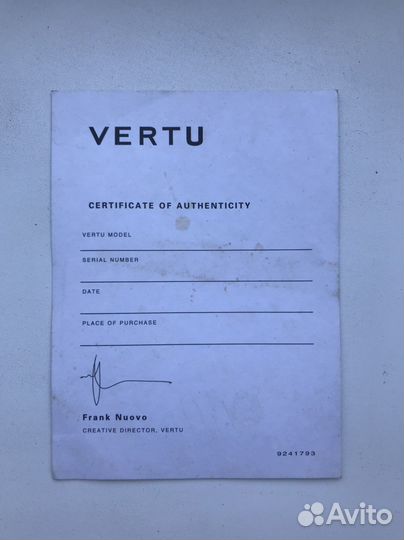 VERTU
CERTIFICATE OF AUTHENTICITY
VERTU MODEL
SERIAL NUMBER
DATE
PLACE OF PURCHASE
Frank Nuovo
CREATIVE DIRECTOR, VERTU
9241793
Avito